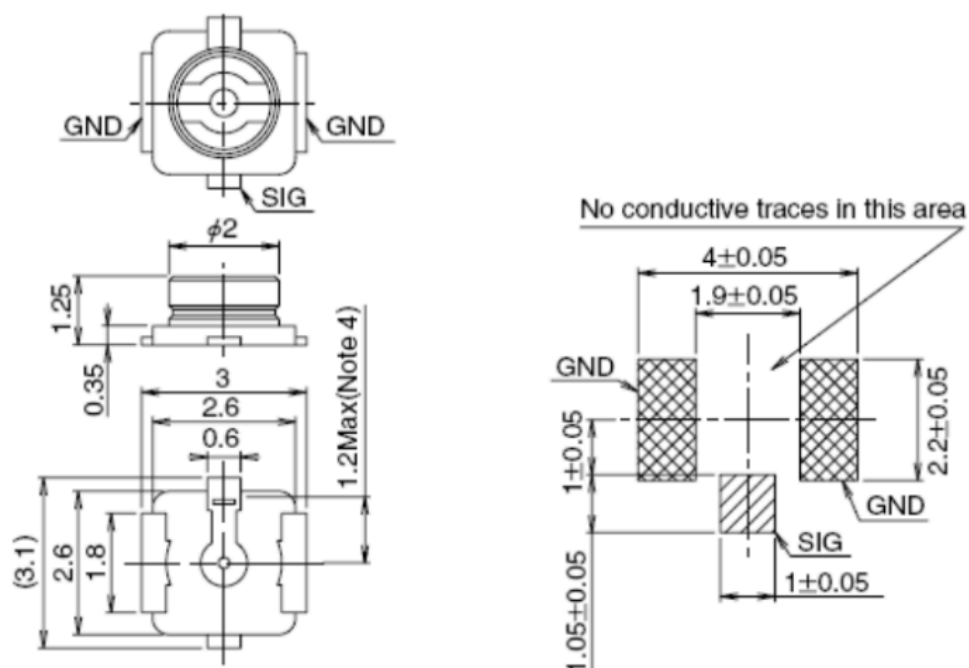 GND
GND
SIG
No conductive traces in this area
ϕ2
4±0.05
1.9±0.05
1.25
0.35
3
2.6
0.6
1.2Max(Note 4)
GND
1±0.05
2.2±0.05
GND
(3.1)
2.6
1.8
SIG
1±0.05
1.05±0.05